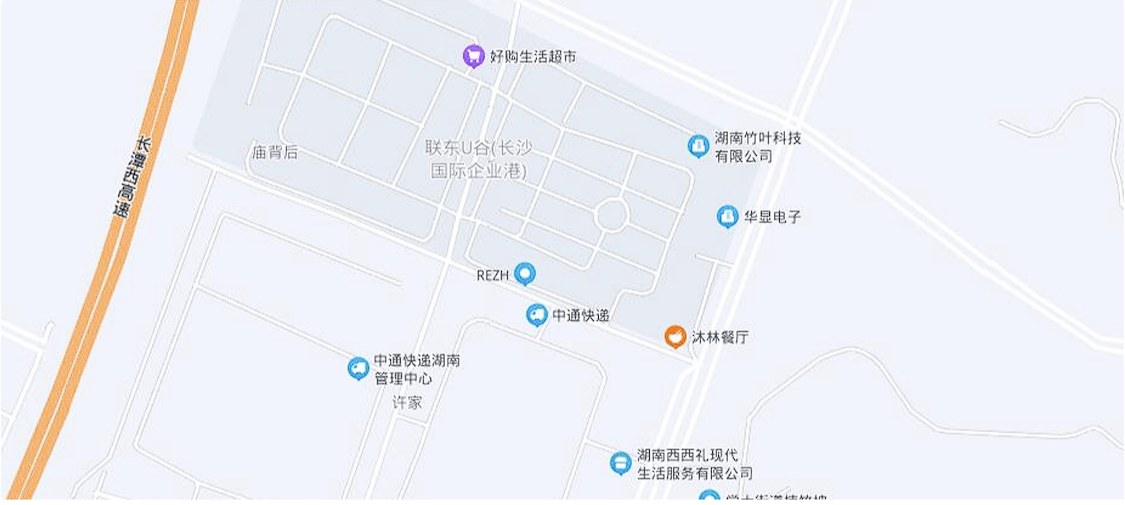 好购生活超市
长潭西高速
湖南竹叶科技
有限公司
庙背后
联东U谷(长沙
国际企业港)
华显电子
REZH
中通快递
沐林餐厅
中通快递湖南
管理中心
许家
湖南西西礼现代
生活服务有限公司